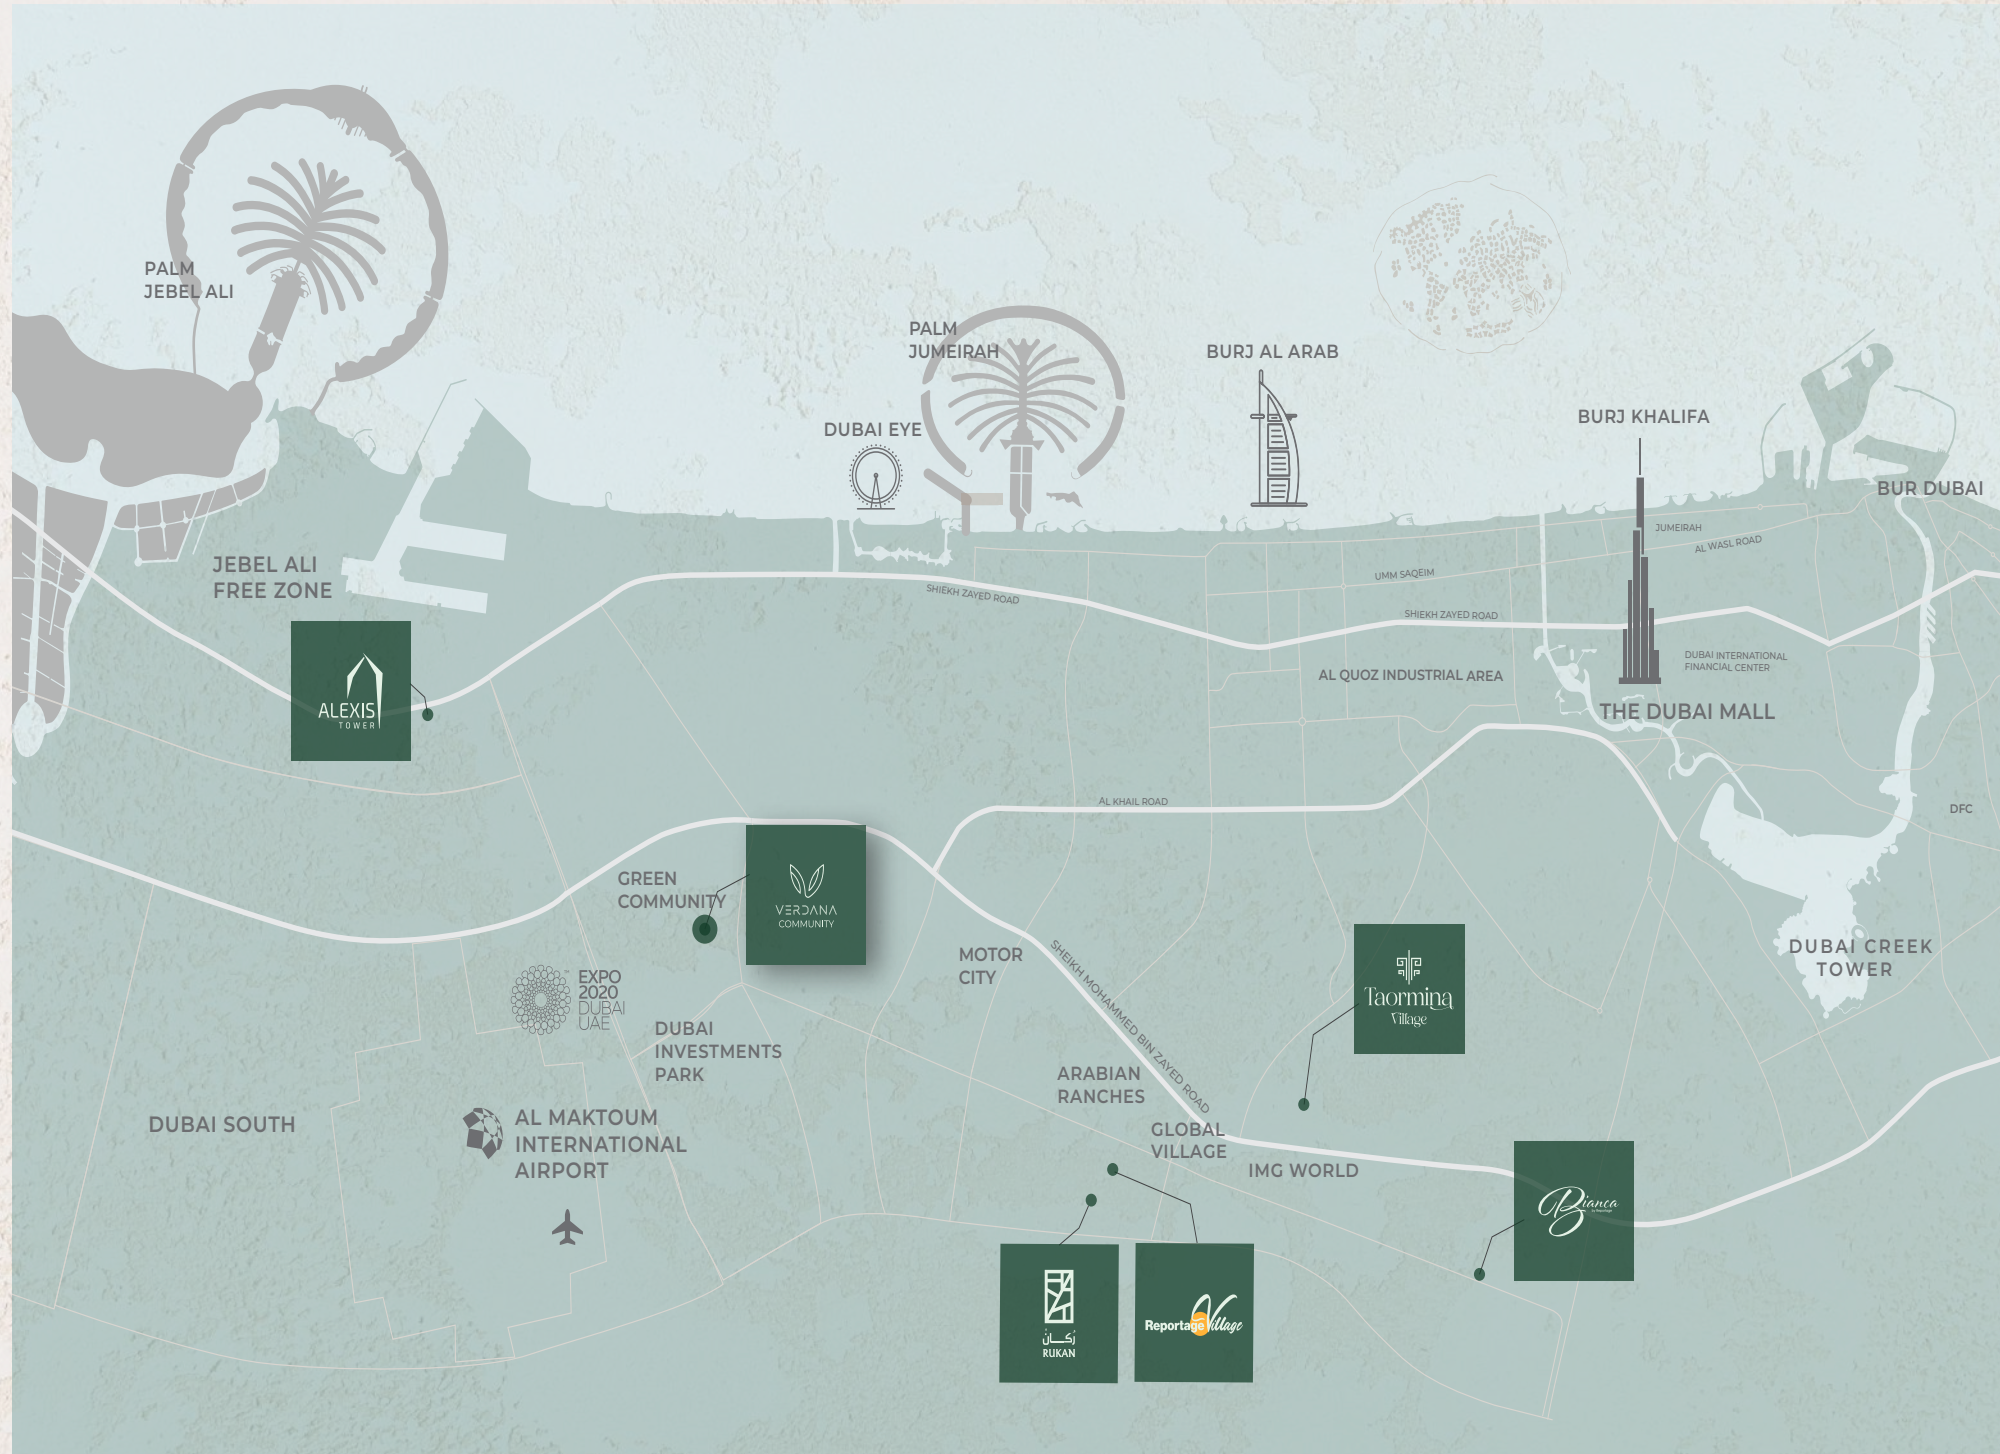 PALM
JEBEL ALI
PALM
JUMEIRAH
BURJ AL ARAB
DUBAI EYE
BURJ KHALIFA
BUR DUBAI
JUMEIRAH
AL WASL ROAD
UMM SAQEIM
JEBEL ALI
FREE ZONE
SHIEKH ZAYED ROAD
SHIEKH ZAYED ROAD
DUBAI INTERNATIONAL
FINANCIAL CENTER
AL QUOZ INDUSTRIAL AREA
ALEXIS
TOWER
THE DUBAI MALL
AL KHAIL ROAD
DFC
GREEN
COMMUNITY
VERDANA
COMMUNITY
MOTOR
CITY
SHEIKH MOHAMMED BIN ZAYED ROAD
DUBAI CREEK
TOWER
EXPO
2020
DUBAI
UAE
Taormina
Village
DUBAI
INVESTMENTS
PARK
ARABIAN
RANCHES
DUBAI SOUTH
AL MAKTOUM
INTERNATIONAL
AIRPORT
GLOBAL
VILLAGE
IMG WORLD
Bianca
by Reportage
رُكـــان
RUKAN
Reportage Village